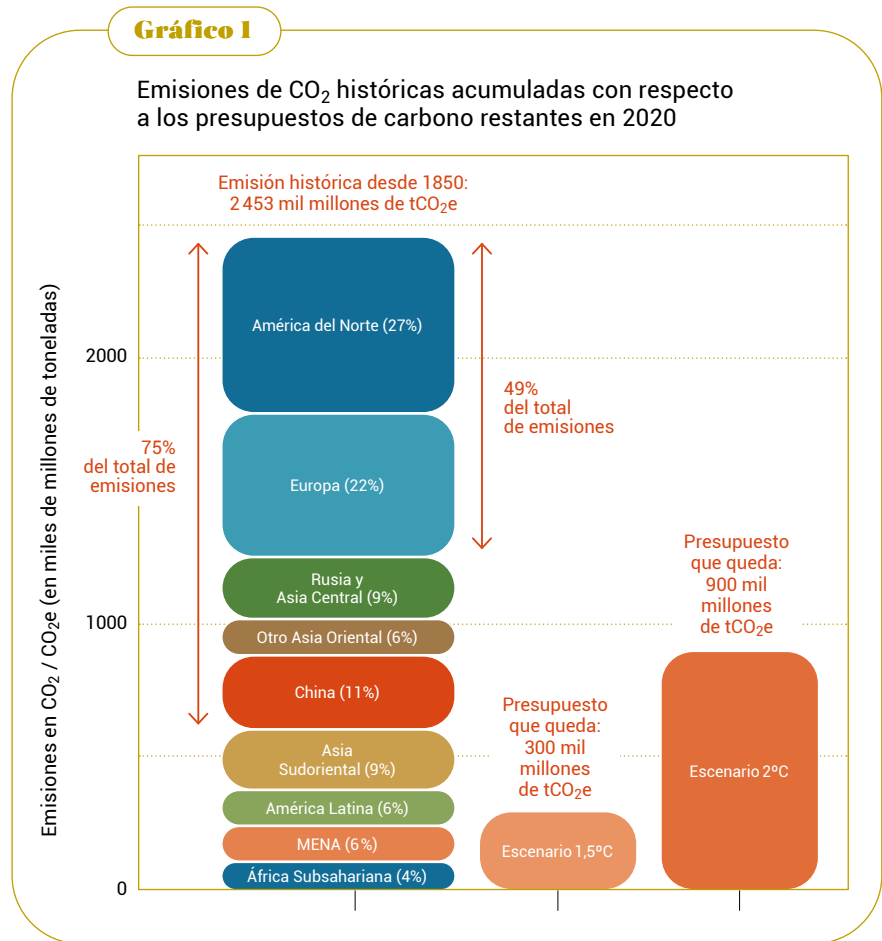 Gráfico 1
Emisiones de CO₂ históricas acumuladas con respecto
a los presupuestos de carbono restantes en 2020
Emisiones en CO₂ / CO₂e (en miles de millones de toneladas)
2000
1000
0
Emisión histórica desde 1850:
2 453 mil millones de tCO₂e
75%
del total de
emisiones
América del Norte (27%)
Europa (22%)
Rusia y
Asia Central (9%)
Otro Asia Oriental (6%)
China (11%)
Asia
Sudoriental (9%)
América Latina (6%)
MENA (6%)
África Subsahariana (4%)
49%
del total
de emisiones
Presupuesto
que queda:
300 mil
millones
de tCO₂e
Escenario 1,5ºC
Presupuesto
que queda:
900 mil
millones
de tCO₂e
Escenario 2ºC